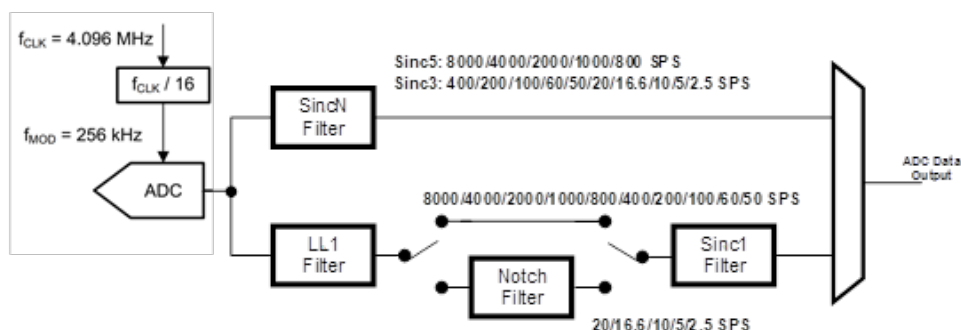 f_CLK = 4.096 MHz
f_CLK / 16
f_MOD = 256 kHz
ADC
Sinc5: 8000/4000/2000/1000/800 SPS
Sinc3: 400/200/100/60/50/20/16.6/10/5/2.5 SPS
SincN
Filter
ADC Data
Output
8000/4000/2000/1000/800/400/200/100/60/50 SPS
LL1
Filter
Notch
Filter
Sinc1
Filter
20/16.6/10/5/2.5 SPS